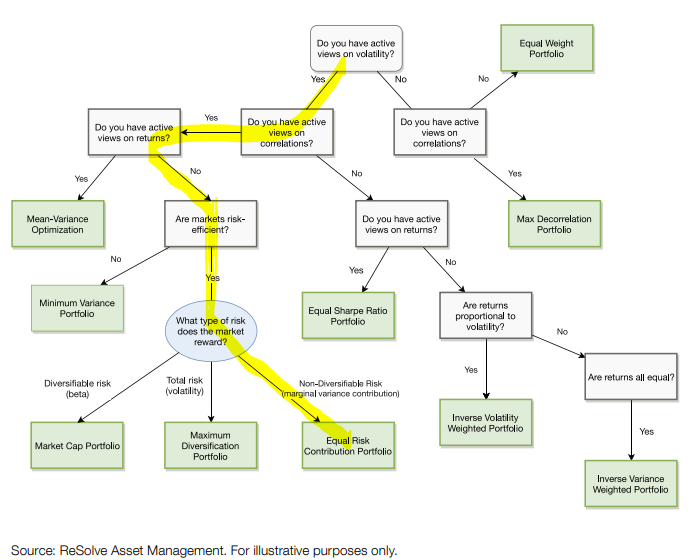 Do you have active
views on volatility?
Equal Weight
Portfolio
Yes
No
No
Yes
Do you have active
views on returns?
Do you have active
views on
correlations?
Do you have active
views on
correlations?
Yes
No
No
Yes
Mean-Variance
Optimization
Are markets risk-
efficient?
Do you have active
views on returns?
Max Decorrelation
Portfolio
No
Yes
Yes
No
Minimum Variance
Portfolio
What type of risk
does the market
reward?
Equal Sharpe Ratio
Portfolio
Are returns
proportional to
volatility?
No
Yes
Diversifiable risk
(beta)
Total risk
(volatility)
Non-Diversifiable Risk
(marginal variance contribution)
Are returns all equal?
Market Cap Portfolio
Maximum
Diversification
Portfolio
Equal Risk
Contribution Portfolio
Inverse Volatility
Weighted Portfolio
Yes
Inverse Variance
Weighted Portfolio
Source: ReSolve Asset Management. For illustrative purposes only.